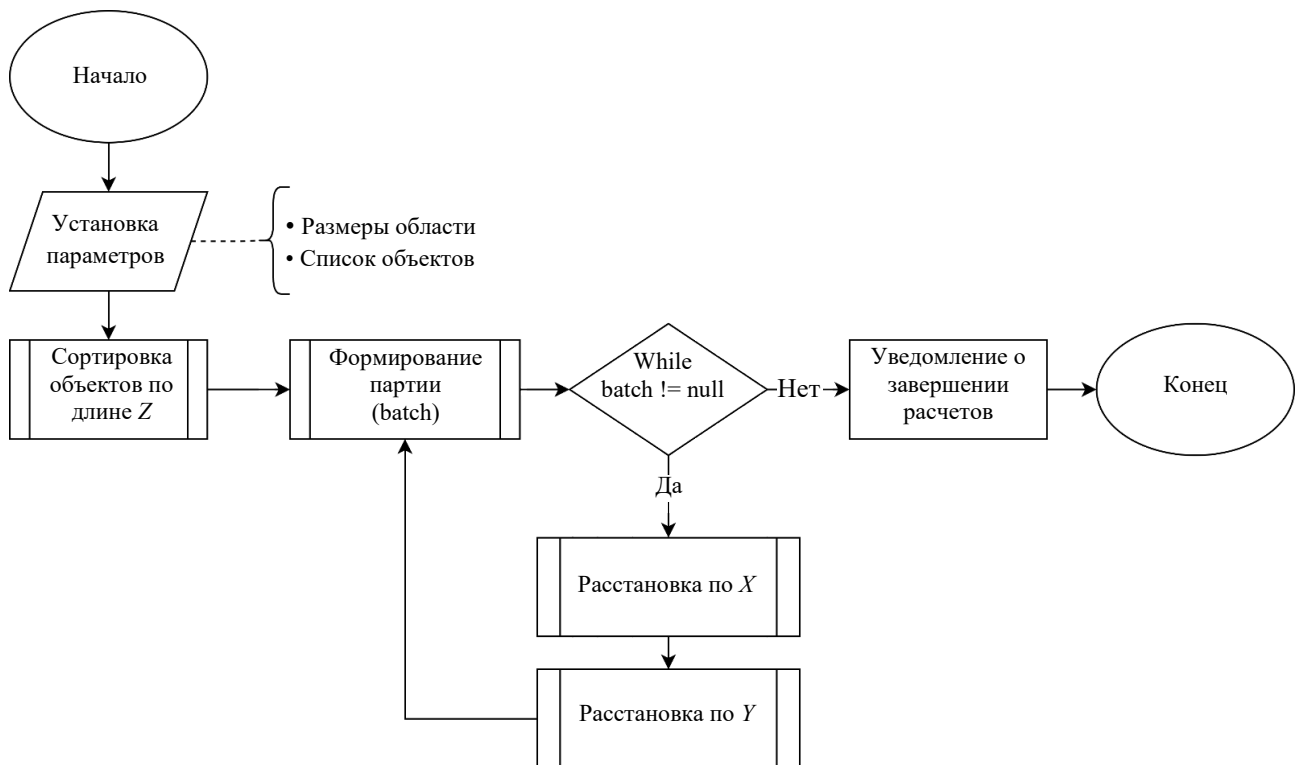 Начало
Установка
параметров
• Размеры области
• Список объектов
Сортировка
объектов по
длине Z
Формирование
партии
(batch)
While
batch != null
Нет
Уведомление о
завершении
расчетов
Конец
Да
Расстановка по X
Расстановка по Y